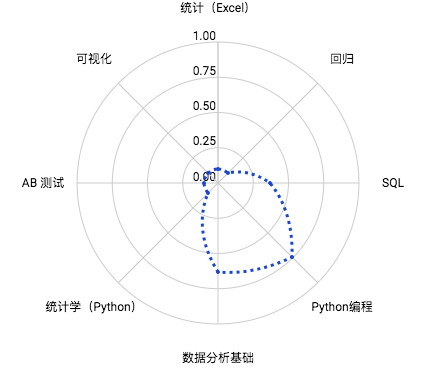 统计（Excel）
1.00
可视化
回归
0.75
0.50
0.25
AB 测试
0.00
SQL
统计学（Python）
Python编程
数据分析基础